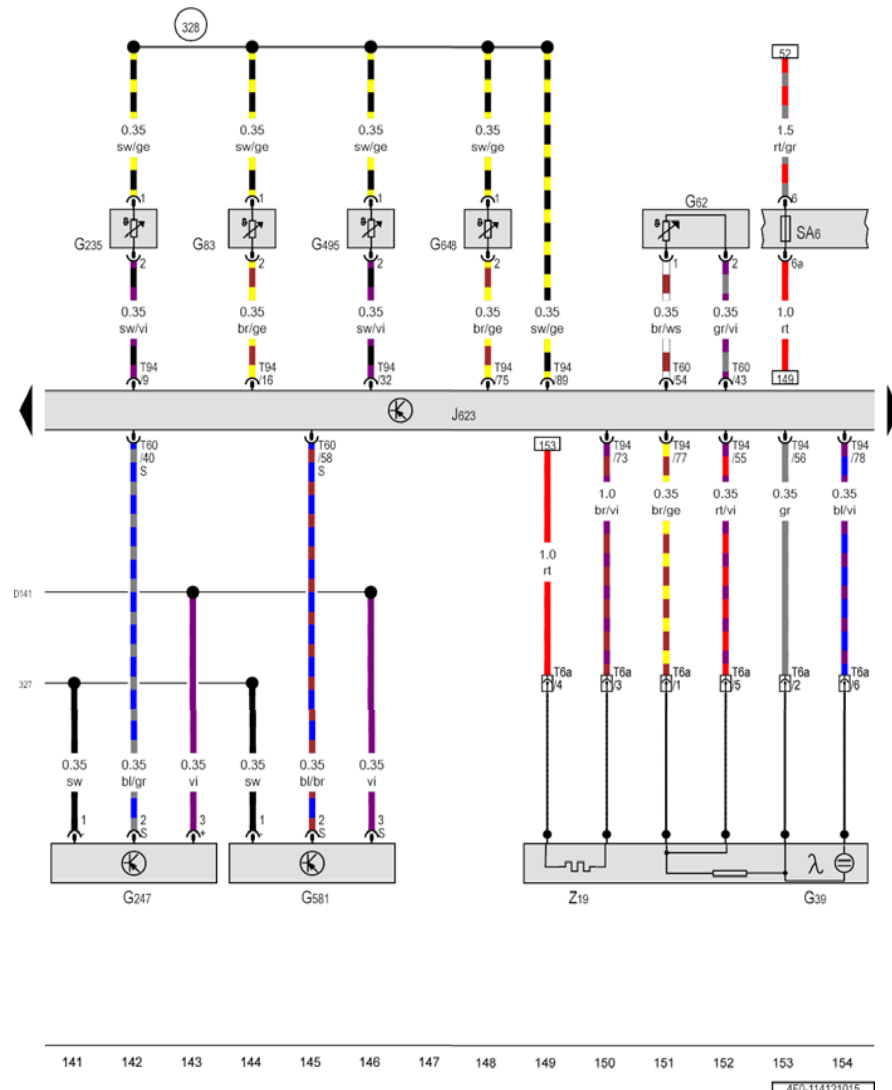 328
52
0.35 0.35 0.35 0.35 1.5
sw/ge sw/ge sw/ge sw/ge rt/gr
1 1 1 1 G62 6
G235 G83 G495 G648 SA6
2 2 2 2 1 2 6a
0.35 0.35 0.35 0.35 0.35 0.35 0.35 1.0
sw/vi br/ge sw/vi br/ge sw/ge br/ws gr/vi rt
T94 T94 T94 T94 T94 T60 T60
/9 /16 /32 /75 /89 /54 /43 149
J623
T60 T60 153 T94 T94 T94 T94 T94
/40 /58 /73 /77 /55 /56 /78
S S
1.0 0.35 0.35 0.35 0.35
br/vi br/ge rt/vi gr bl/vi
1.0
rt
D141
T6a T6a T6a T6a T6a T6a
327 /4 /3 /1 /5 /2 /6
0.35 0.35 0.35 0.35 0.35 0.35
sw bl/gr vi sw bl/br vi
1 2 3 1 2 3
- S + - S S
λ
G247 G581 Z19 G39
141 142 143 144 145 146 147 148 149 150 151 152 153 154
4F0-114121015